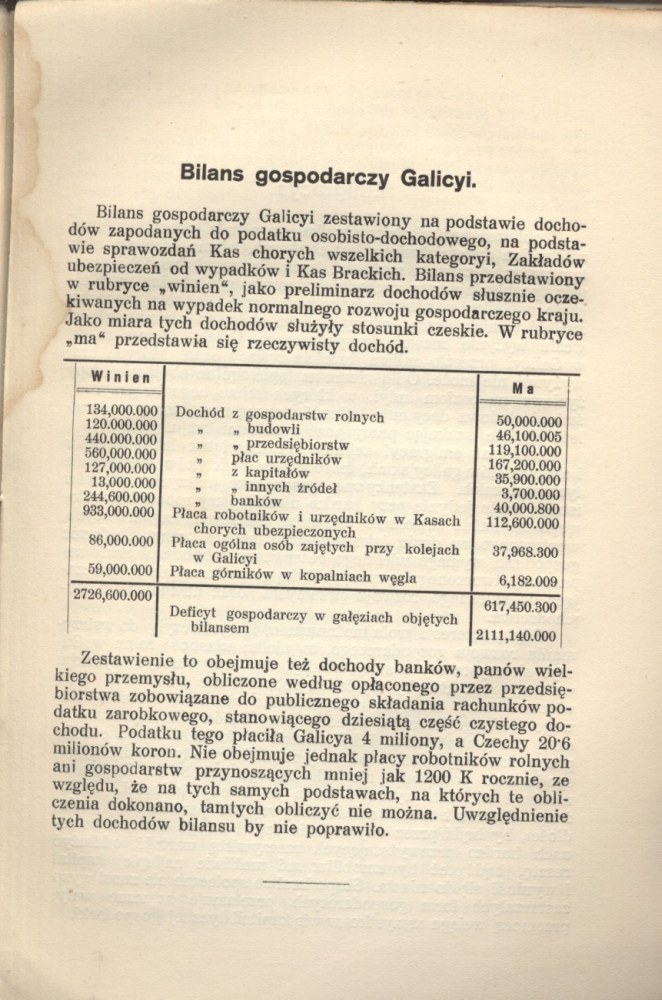 Bilans gospodarczy Galicyi.
Bilans gospodarczy Galicyi zestawiony na podstawie docho-
dów zapodanych do podatku osobisto-dochodowego, na podsta-
wie sprawozdań Kas chorych wszelkich kategoryi, Zakładów
ubezpieczeń od wypadków i Kas Brackich. Bilans przedstawiony
w rubryce „winien“, jako preliminarz dochodów słusznie ocze-
kiwanych na wypadek normalnego rozwoju gospodarczego kraju.
Jako miara tych dochodów służyły stosunki czeskie. W rubryce
„ma“ przedstawia się rzeczywisty dochód.
Winien Ma
134,000.000 Dochód z gospodarstw rolnych 50,000.000
120.000.000 „ „ budowli 46,100.005
440.000.000 „ „ przedsiębiorstw 119,100.000
560,000.000 „ płac urzędników 167,200.000
127,000.000 „ z kapitałów 35,900.000
13,000.000 „ „ innych źródeł 3,700.000
244,600.000 „ banków 40,000.800
933,000.000 Płaca robotników i urzędników w Kasach 112,600.000
chorych ubezpieczonych
86,000.000 Płaca ogólna osób zajętych przy kolejach 37,968.300
w Galicyi
59,000.000 Płaca górników w kopalniach węgla 6,182.009
2726,600.000 617,450.300
Deficyt gospodarczy w gałęziach objętych
bilansem 2111,140.000
Zestawienie to obejmuje też dochody banków, panów wiel-
kiego przemysłu, obliczone według opłaconego przez przedsię-
biorstwa zobowiązane do publicznego składania rachunków po-
datku zarobkowego, stanowiącego dziesiątą część czystego do-
chodu. Podatku tego płaciła Galicya 4 miliony, a Czechy 20·6
milionów koron. Nie obejmuje jednak płacy robotników rolnych
ani gospodarstw przynoszących mniej jak 1200 K rocznie, ze
względu, że na tych samych podstawach, na których te obli-
czenia dokonano, tamtych obliczyć nie można. Uwzględnienie
tych dochodów bilansu by nie poprawiło.